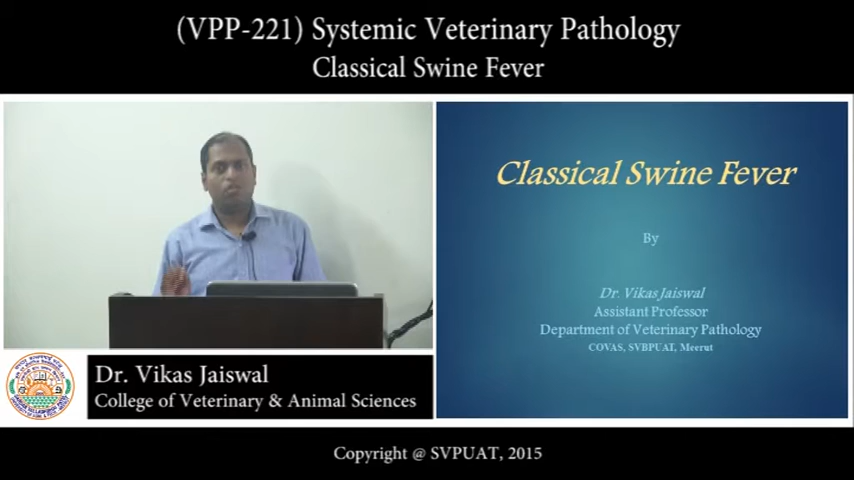 (VPP-221) Systemic Veterinary Pathology
Classical Swine Fever
Classical Swine Fever
By
Dr. Vikas Jaiswal
Assistant Professor
Department of Veterinary Pathology
COVAS, SVBPUAT, Meerut
Dr. Vikas Jaiswal
College of Veterinary & Animal Sciences
Copyright @ SVPUAT, 2015